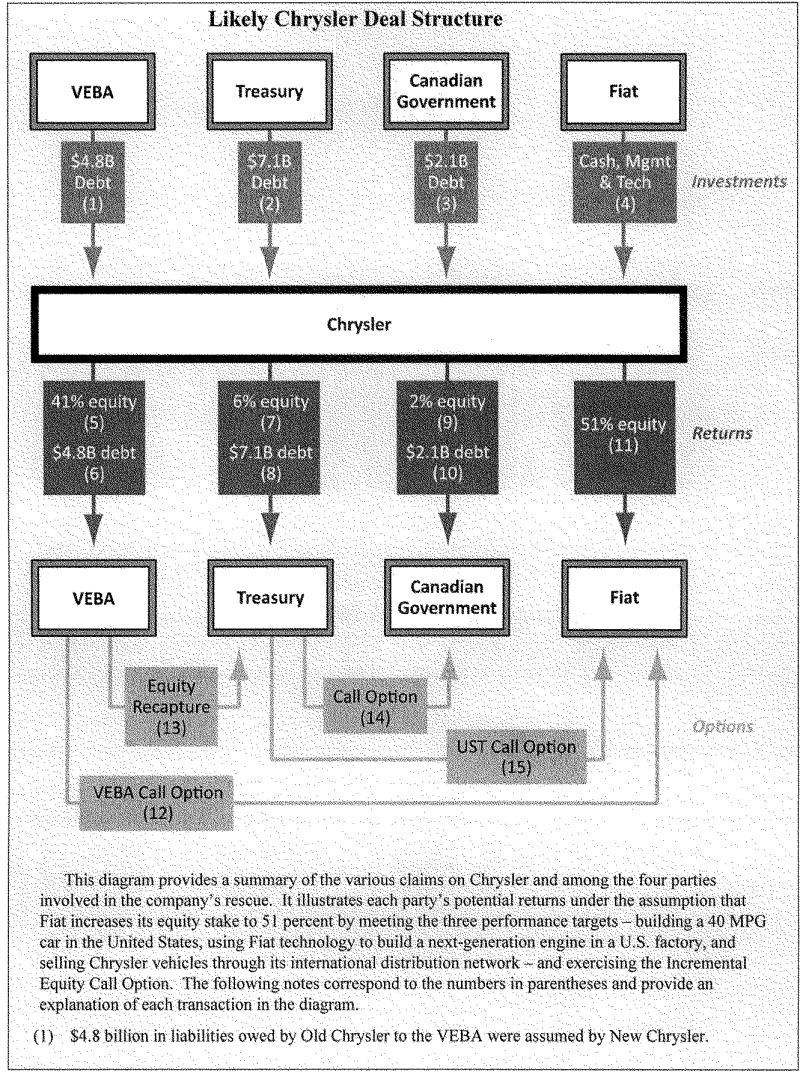 Likely Chrysler Deal Structure
VEBA
Treasury
Canadian
Government
Fiat
$4.8B
Debt
(1)
$7.1B
Debt
(2)
$2.1B
Debt
(3)
Cash, Mgmt
& Tech
(4)
Investments
Chrysler
41% equity
(5)
$4.8B debt
(6)
6% equity
(7)
$7.1B debt
(8)
2% equity
(9)
$2.1B debt
(10)
51% equity
(11)
Returns
VEBA
Treasury
Canadian
Government
Fiat
Equity
Recapture
(13)
Call Option
(14)
UST Call Option
(15)
VEBA Call Option
(12)
Options
This diagram provides a summary of the various claims on Chrysler and among the four parties
involved in the company's rescue. It illustrates each party's potential returns under the assumption that
Fiat increases its equity stake to 51 percent by meeting the three performance targets – building a 40 MPG
car in the United States, using Fiat technology to build a next-generation engine in a U.S. factory, and
selling Chrysler vehicles through its international distribution network – and exercising the Incremental
Equity Call Option. The following notes correspond to the numbers in parentheses and provide an
explanation of each transaction in the diagram.
(1) $4.8 billion in liabilities owed by Old Chrysler to the VEBA were assumed by New Chrysler.